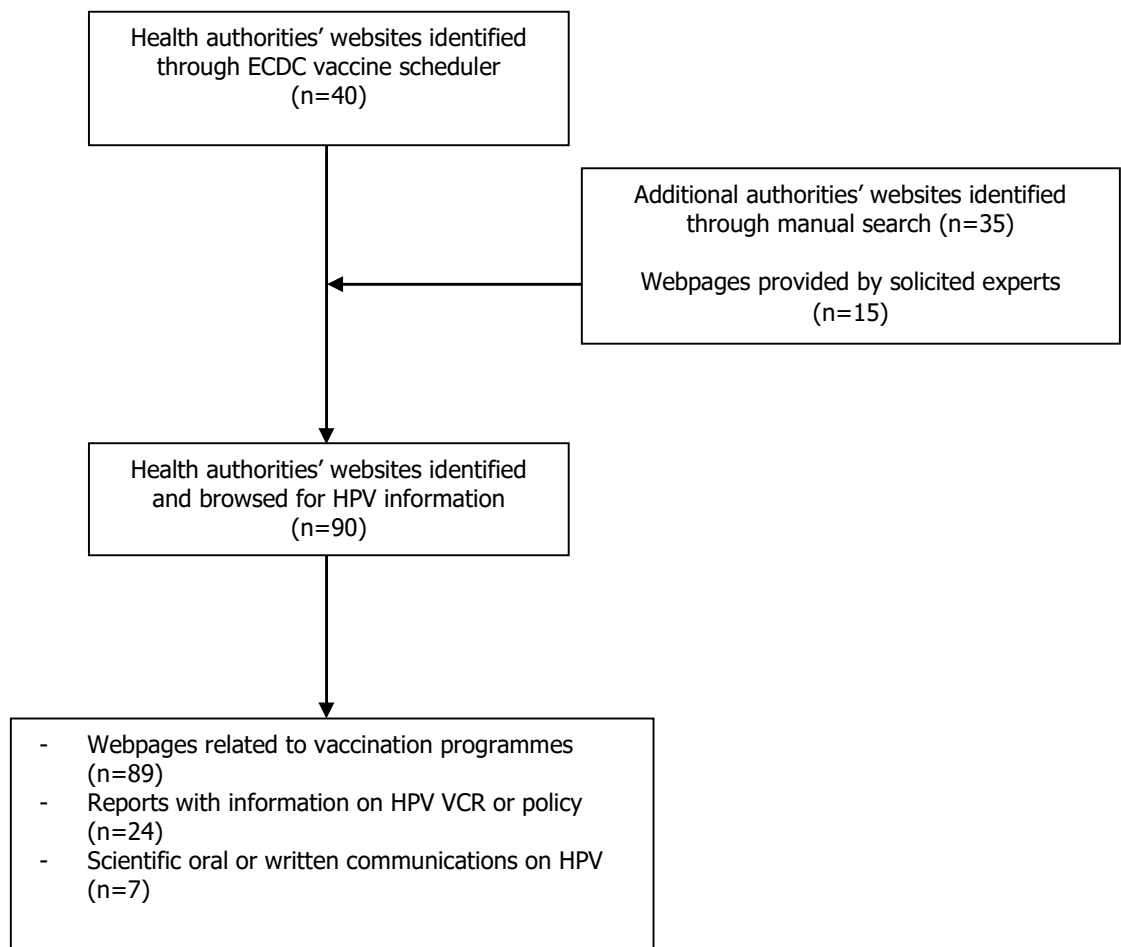 Health authorities’ websites identified
through ECDC vaccine scheduler
(n=40)
Additional authorities’ websites identified
through manual search (n=35)
Webpages provided by solicited experts
(n=15)
Health authorities’ websites identified
and browsed for HPV information
(n=90)
- Webpages related to vaccination programmes
(n=89)
- Reports with information on HPV VCR or policy
(n=24)
- Scientific oral or written communications on HPV
(n=7)